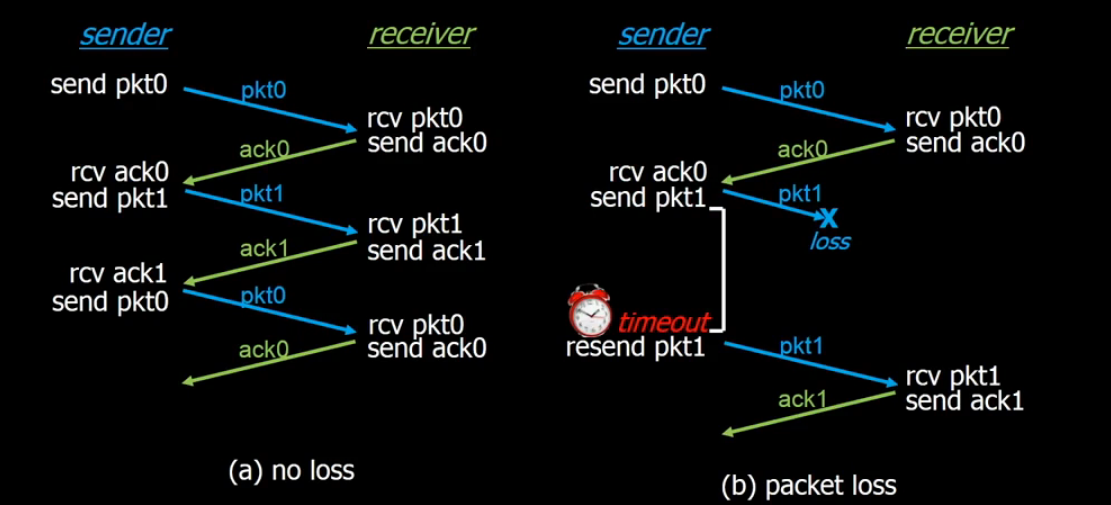 sender
receiver
send pkt0
pkt0
rcv pkt0
send ack0
ack0
rcv ack0
send pkt1
pkt1
rcv pkt1
send ack1
ack1
rcv ack1
send pkt0
pkt0
rcv pkt0
send ack0
ack0
(a) no loss
sender
receiver
send pkt0
pkt0
rcv pkt0
send ack0
ack0
rcv ack0
send pkt1
pkt1
X
loss
timeout
resend pkt1
pkt1
rcv pkt1
send ack1
ack1
(b) packet loss